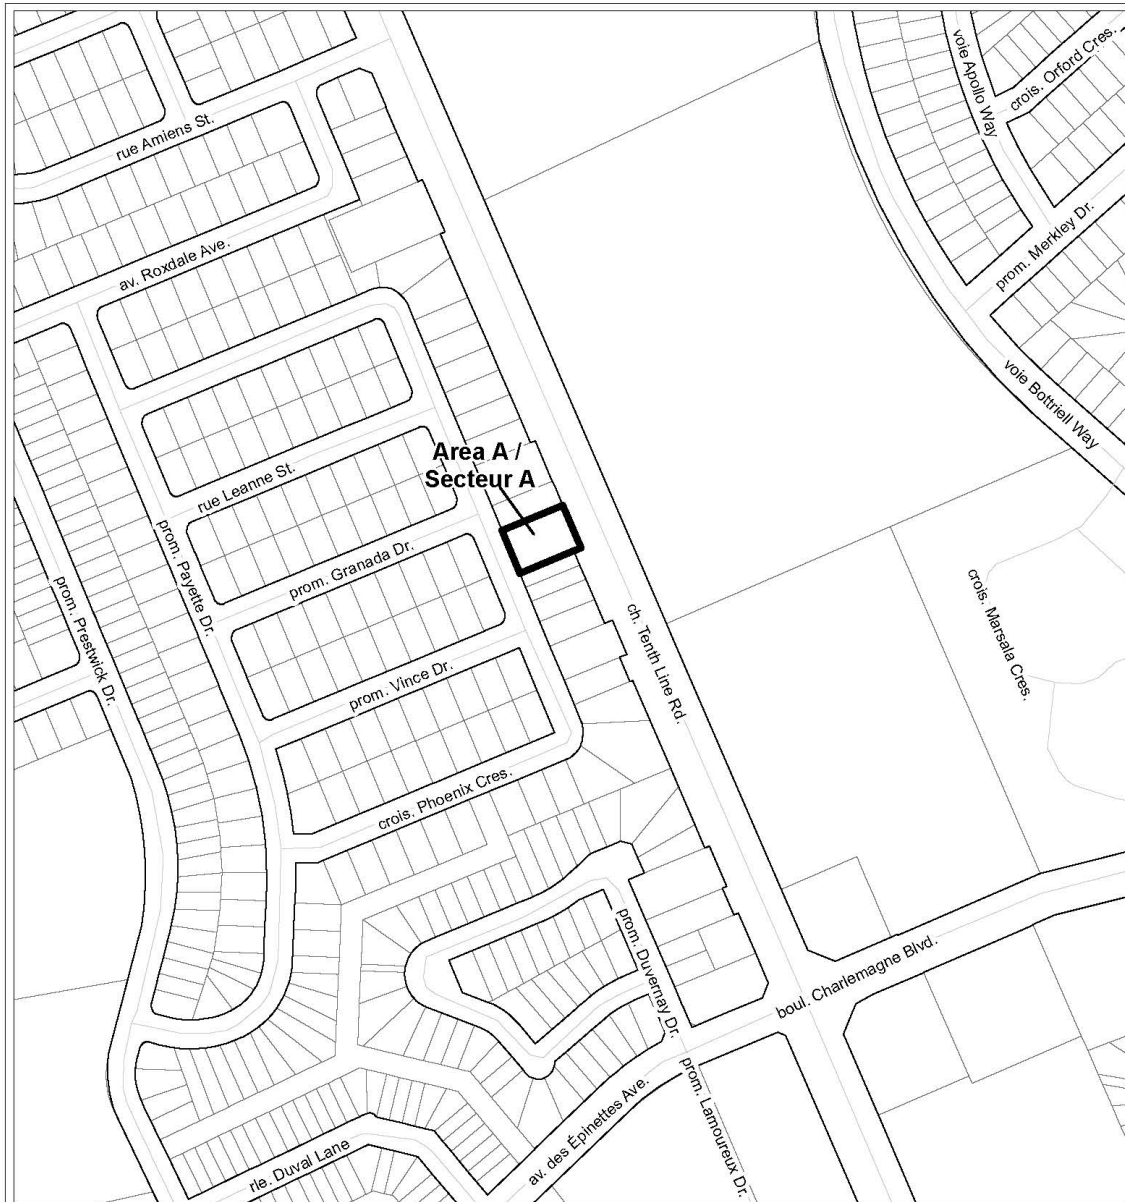 voie Apollo Way
crois. Orford Cres.
rue Amiens St.
prom. Merkley Dr.
av. Roxdale Ave.
voie Bottriell Way
Area A /
Secteur A
rue Leanne St.
prom. Payette Dr.
prom. Granada Dr.
prom. Prestwick Dr.
crois. Marsala Cres.
ch. Tenth Line Rd.
prom. Vince Dr.
crois. Phoenix Cres.
prom. Duvernay Dr.
boul. Charlemagne Blvd.
av. des Épinettes Ave.
prom. Lamoureux Dr.
rle. Duval Lane